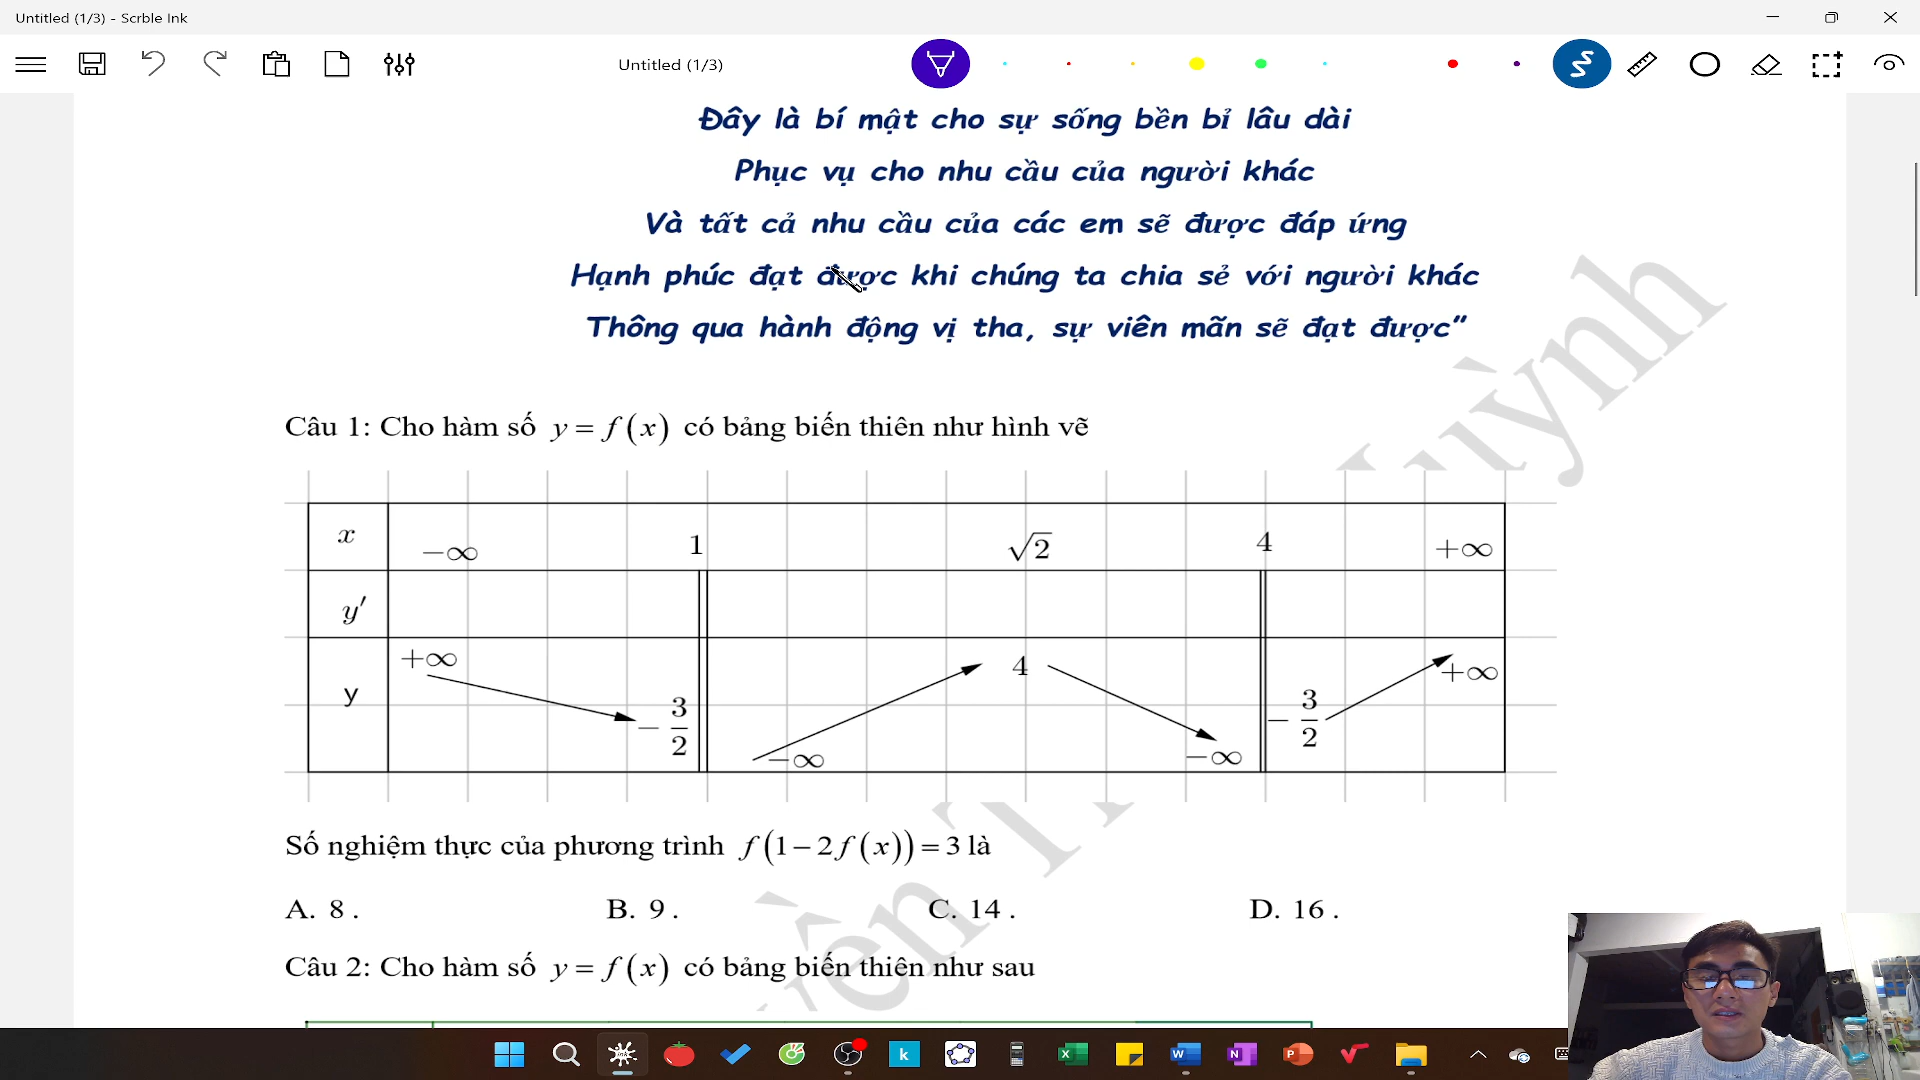 Untitled (1/3) - Scrble Ink
Untitled (1/3)
Đây là bí mật cho sự sống bền bỉ lâu dài
Phục vụ cho nhu cầu của người khác
Và tất cả nhu cầu của các em sẽ được đáp ứng
Hạnh phúc đạt được khi chúng ta chia sẻ với người khác
Thông qua hành động vị tha, sự viên mãn sẽ đạt được"
Câu 1: Cho hàm số y = f(x) có bảng biến thiên như hình vẽ
x −∞ 1 √2 4 +∞
y′
y +∞ −3/2 −∞ 4 −∞ −3/2 +∞
Số nghiệm thực của phương trình f(1−2f(x))=3 là
A. 8 . B. 9 . C. 14 . D. 16 .
Câu 2: Cho hàm số y = f(x) có bảng biến thiên như sau